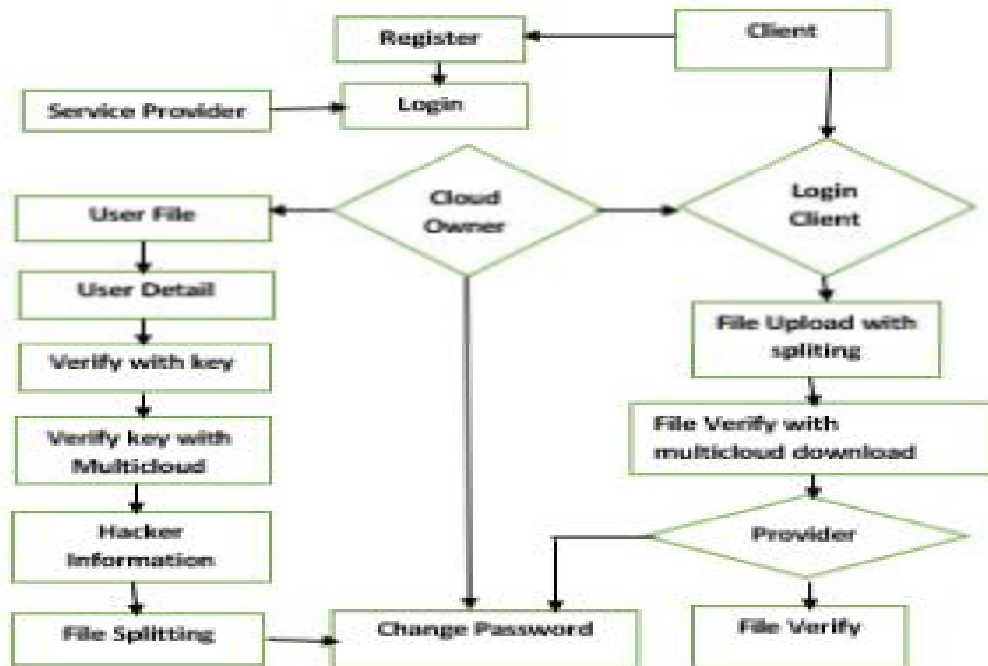 Register
Client
Login
Service Provider
Cloud
Owner
Login
Client
User File
User Detail
File Upload with
spliting
Verify with key
File Verify with
multicloud download
Verify key with
Multicloud
Hacker
Information
Provider
File Splitting
Change Password
File Verify